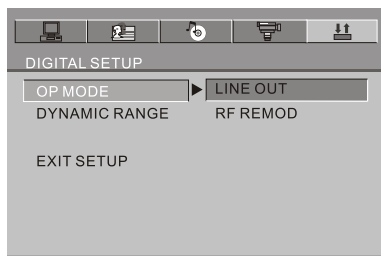 DIGITAL SETUP
OP MODE LINE OUT
DYNAMIC RANGE RF REMOD
EXIT SETUP